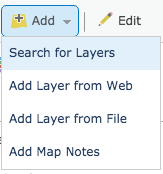 Add Edit
Search for Layers
Add Layer from Web
Add Layer from File
Add Map Notes